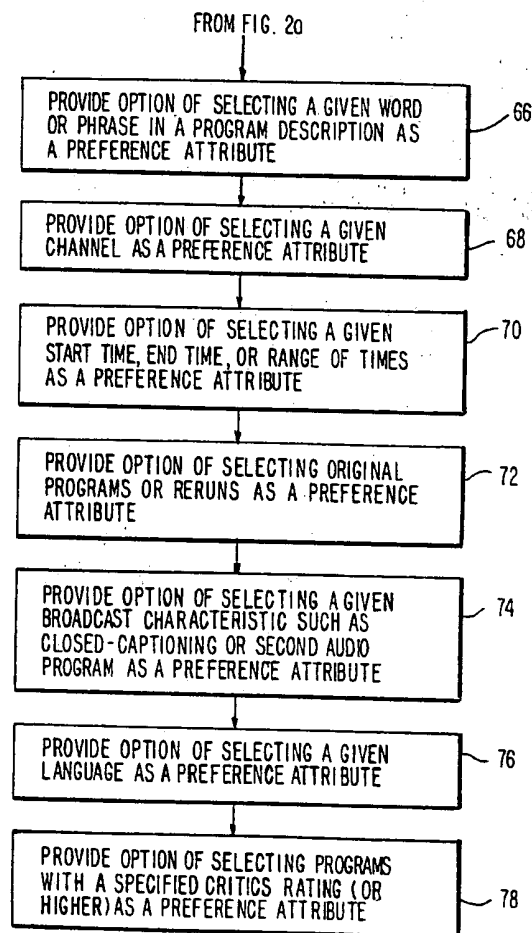 FROM FIG. 2a
PROVIDE OPTION OF SELECTING A GIVEN WORD
OR PHRASE IN A PROGRAM DESCRIPTION AS
A PREFERENCE ATTRIBUTE
66
PROVIDE OPTION OF SELECTING A GIVEN
CHANNEL AS A PREFERENCE ATTRIBUTE
68
PROVIDE OPTION OF SELECTING A GIVEN
START TIME, END TIME, OR RANGE OF TIMES
AS A PREFERENCE ATTRIBUTE
70
PROVIDE OPTION OF SELECTING ORIGINAL
PROGRAMS OR RERUNS AS A PREFERENCE
ATTRIBUTE
72
PROVIDE OPTION OF SELECTING A GIVEN
BROADCAST CHARACTERISTIC SUCH AS
CLOSED-CAPTIONING OR SECOND AUDIO
PROGRAM AS A PREFERENCE ATTRIBUTE
74
PROVIDE OPTION OF SELECTING A GIVEN
LANGUAGE AS A PREFERENCE ATTRIBUTE
76
PROVIDE OPTION OF SELECTING PROGRAMS
WITH A SPECIFIED CRITICS RATING (OR
HIGHER) AS A PREFERENCE ATTRIBUTE
78